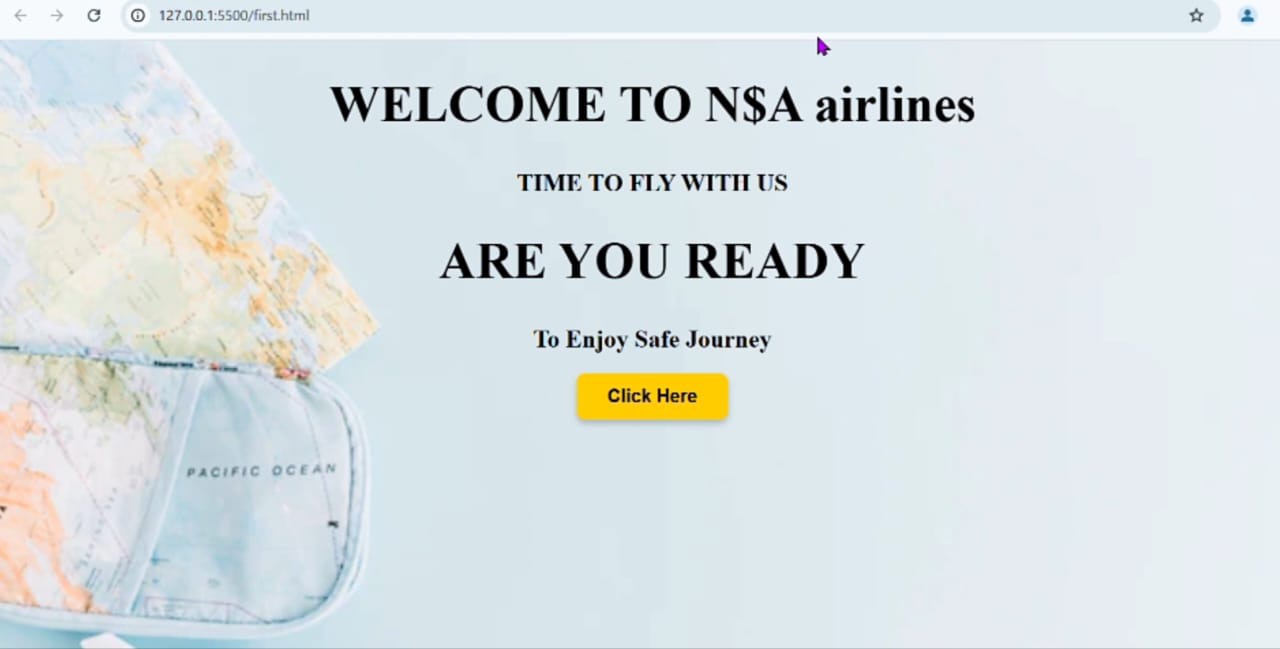 127.0.0.1:5500/first.html
WELCOME TO N$A airlines
TIME TO FLY WITH US
ARE YOU READY
To Enjoy Safe Journey
Click Here
PACIFIC OCEAN